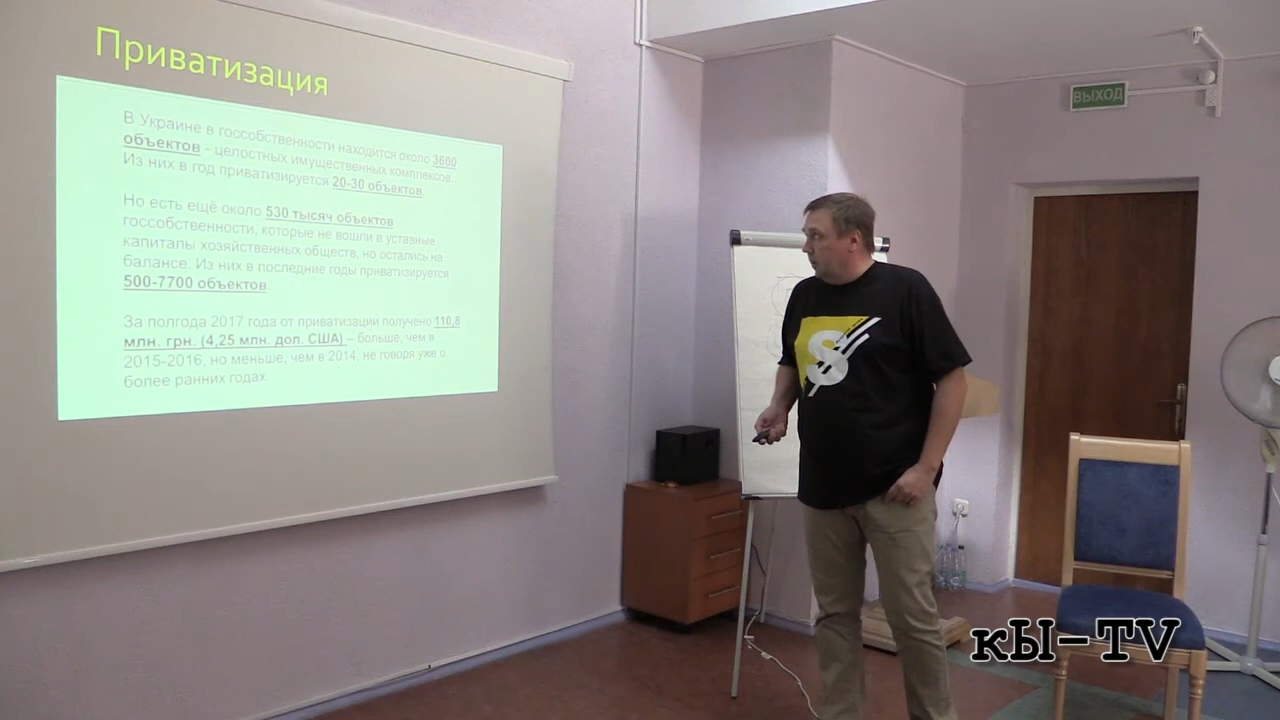 Приватизация
В Украине в госсобственности находится около 3600
объектов - целостных имущественных комплексов.
Из них в год приватизируется 20-30 объектов.
Но есть ещё около 530 тысяч объектов
госсобственности, которые не вошли в уставные
капиталы хозяйственных обществ, но остались на
балансе. Из них в последние годы приватизируется
500-7700 объектов.
За полгода 2017 года от приватизации получено 110,8
млн. грн. (4,25 млн. дол. США) – больше, чем в
2015-2016, но меньше, чем в 2014, не говоря уже о
более ранних годах.
ВЫХОД
S
кЫ-TV